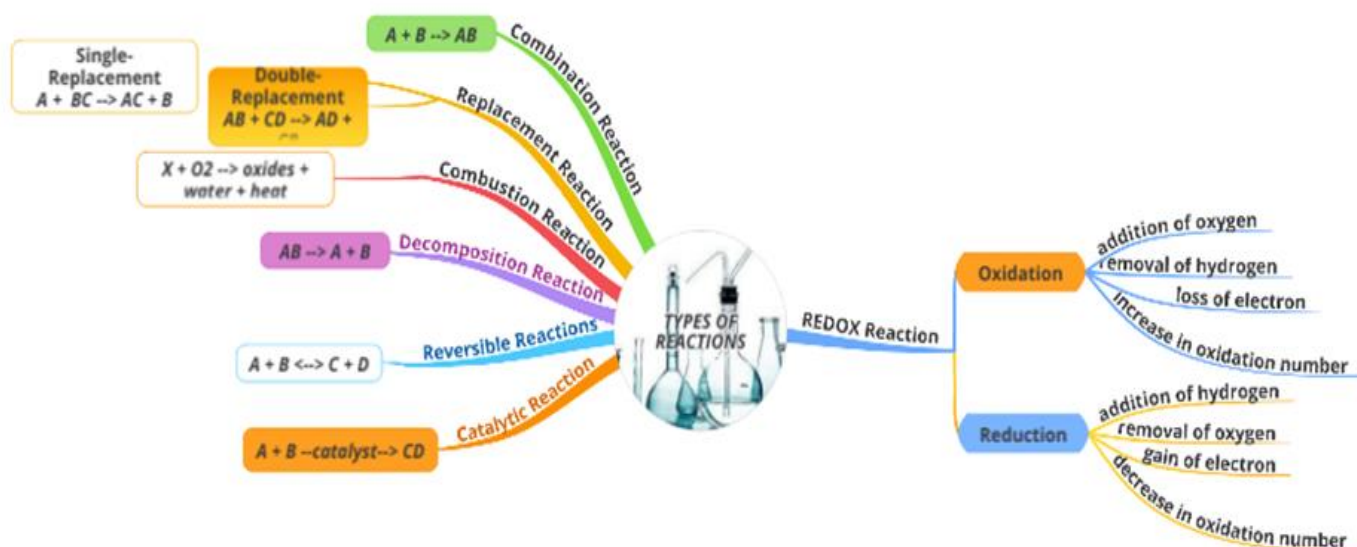 TYPES OF
REACTIONS
Combination Reaction
A + B --> AB
Replacement Reaction
Single-
Replacement
A + BC --> AC + B
Double-
Replacement
AB + CD --> AD +
Combustion Reaction
X + O2 --> oxides +
water + heat
Decomposition Reaction
AB --> A + B
Reversible Reactions
A + B <--> C + D
Catalytic Reaction
A + B --catalyst--> CD
REDOX Reaction
Oxidation
addition of oxygen
removal of hydrogen
loss of electron
increase in oxidation number
Reduction
addition of hydrogen
removal of oxygen
gain of electron
decrease in oxidation number